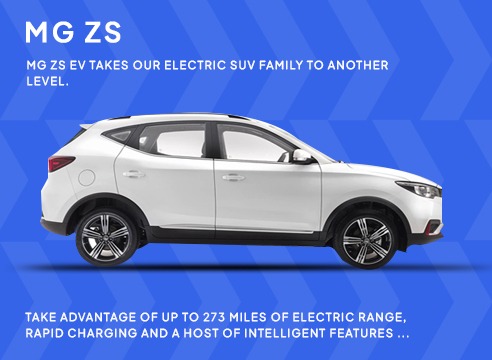 MG ZS
MG ZS EV TAKES OUR ELECTRIC SUV FAMILY TO ANOTHER
LEVEL.
TAKE ADVANTAGE OF UP TO 273 MILES OF ELECTRIC RANGE,
RAPID CHARGING AND A HOST OF INTELLIGENT FEATURES ...